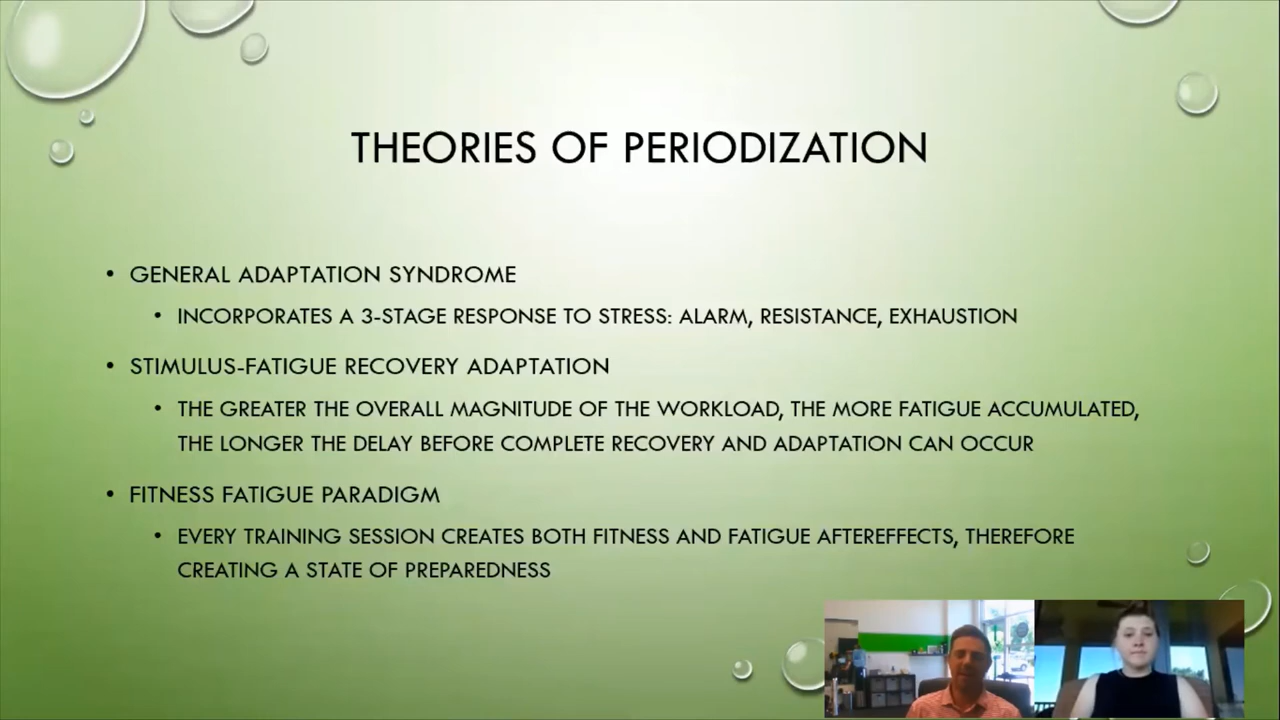 THEORIES OF PERIODIZATION
• GENERAL ADAPTATION SYNDROME
• INCORPORATES A 3-STAGE RESPONSE TO STRESS: ALARM, RESISTANCE, EXHAUSTION
• STIMULUS-FATIGUE RECOVERY ADAPTATION
• THE GREATER THE OVERALL MAGNITUDE OF THE WORKLOAD, THE MORE FATIGUE ACCUMULATED,
THE LONGER THE DELAY BEFORE COMPLETE RECOVERY AND ADAPTATION CAN OCCUR
• FITNESS FATIGUE PARADIGM
• EVERY TRAINING SESSION CREATES BOTH FITNESS AND FATIGUE AFTEREFFECTS, THEREFORE
CREATING A STATE OF PREPAREDNESS